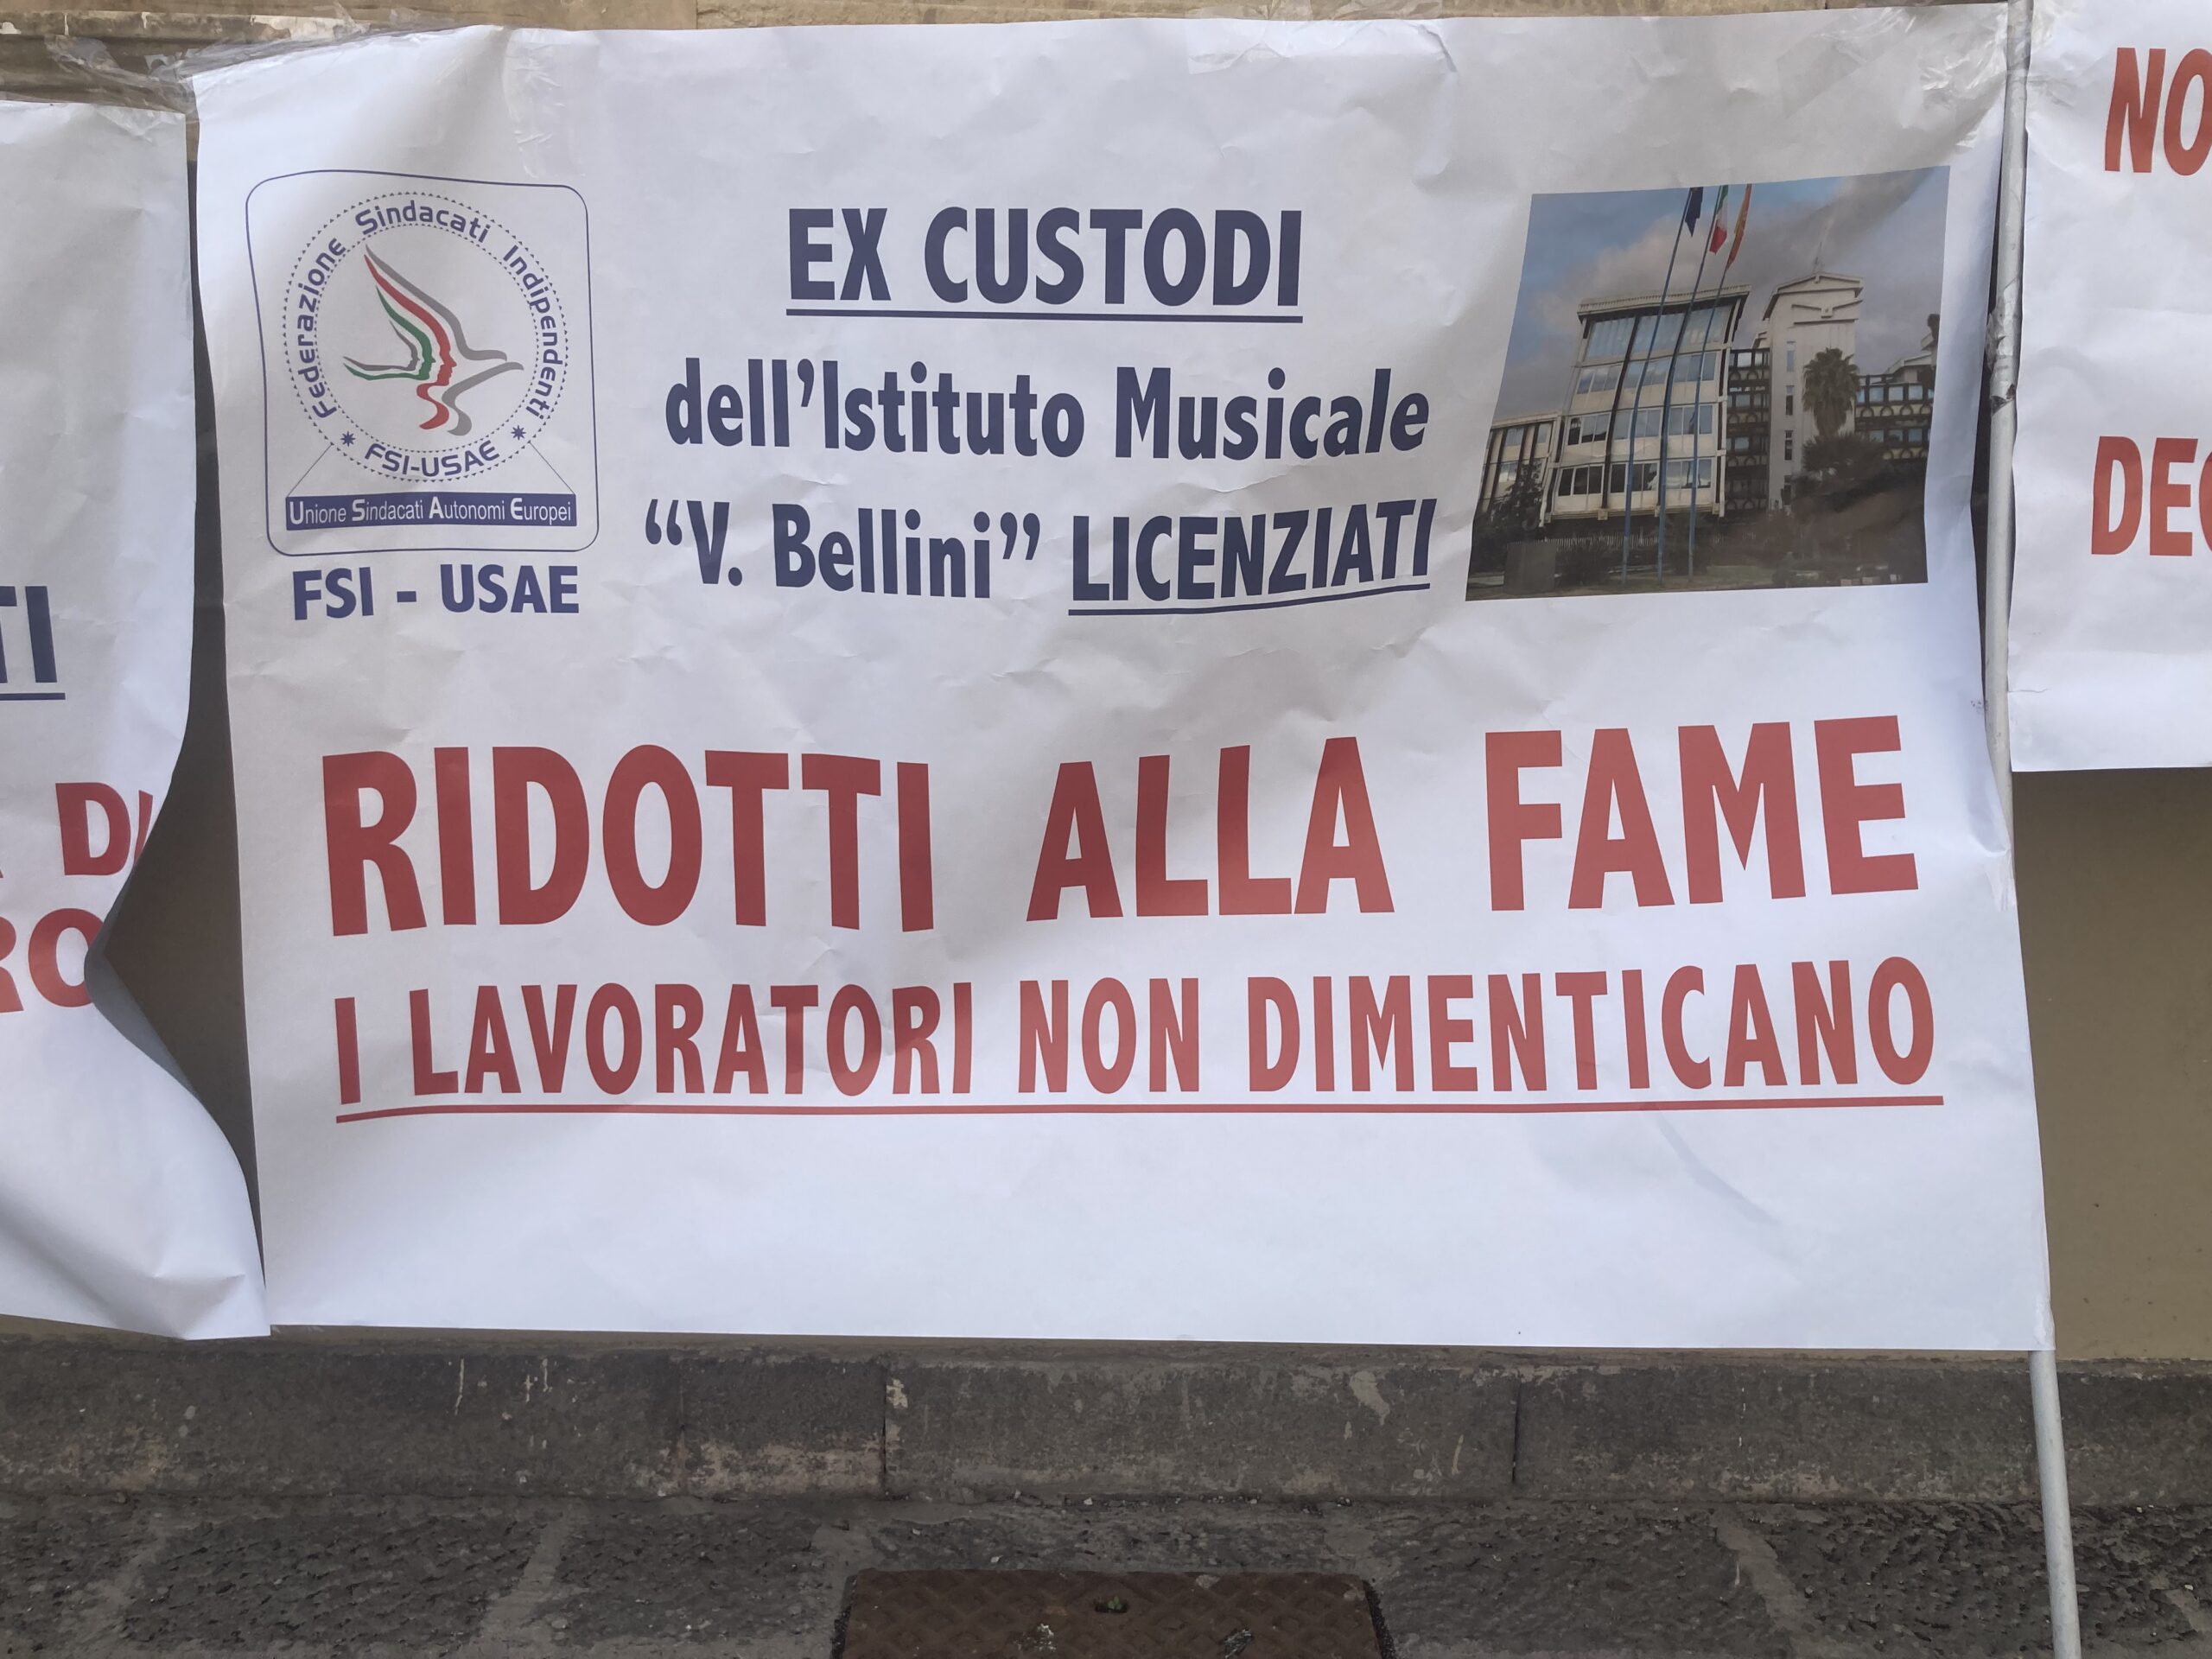 Federazione Sindacati Indipendenti
FSI-USAE
Unione Sindacati Autonomi Europei
FSI - USAE
EX CUSTODI
dell'Istituto Musicale
“V. Bellini” LICENZIATI
RIDOTTI ALLA FAME
I LAVORATORI NON DIMENTICANO